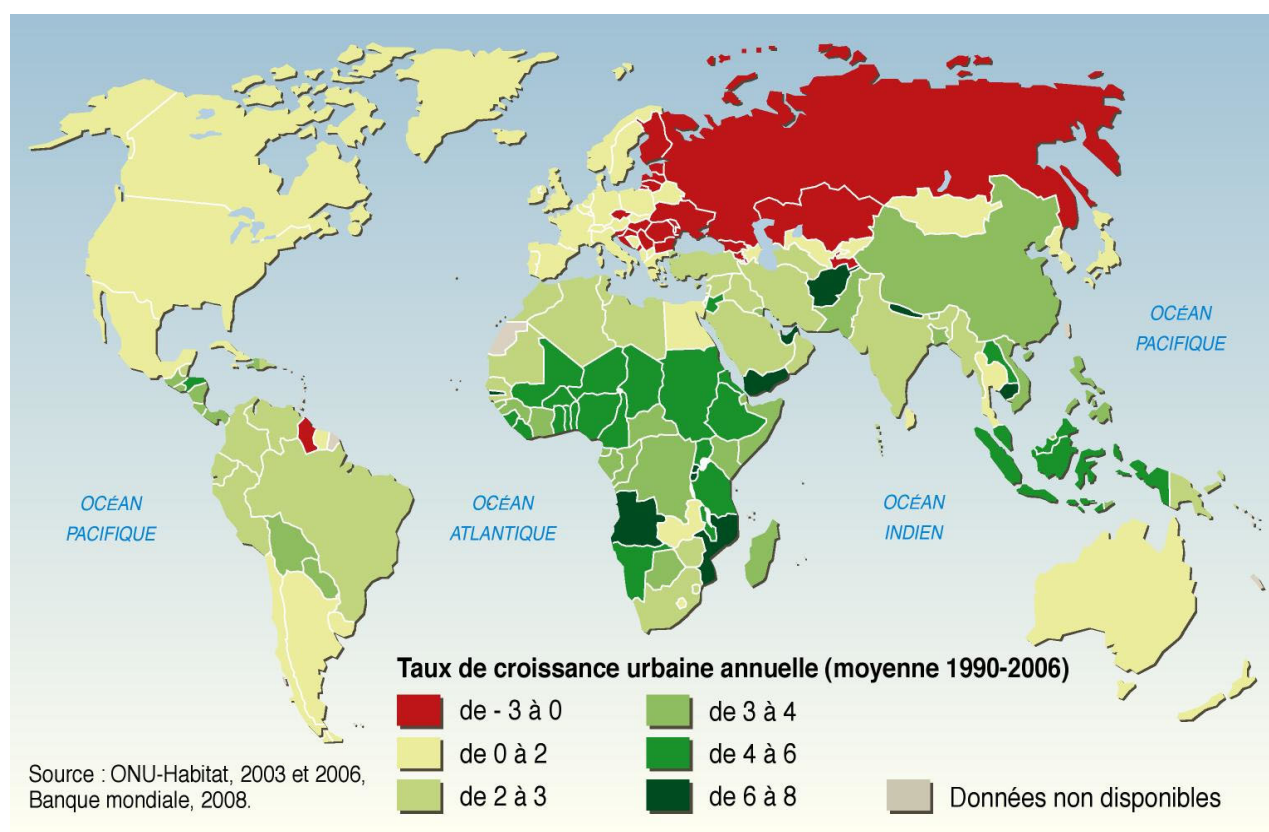 OCÉAN
PACIFIQUE
OCÉAN
PACIFIQUE
OCÉAN
ATLANTIQUE
OCÉAN
INDIEN
Taux de croissance urbaine annuelle (moyenne 1990-2006)
de - 3 à 0
de 0 à 2
de 2 à 3
de 3 à 4
de 4 à 6
de 6 à 8
Données non disponibles
Source : ONU-Habitat, 2003 et 2006,
Banque mondiale, 2008.